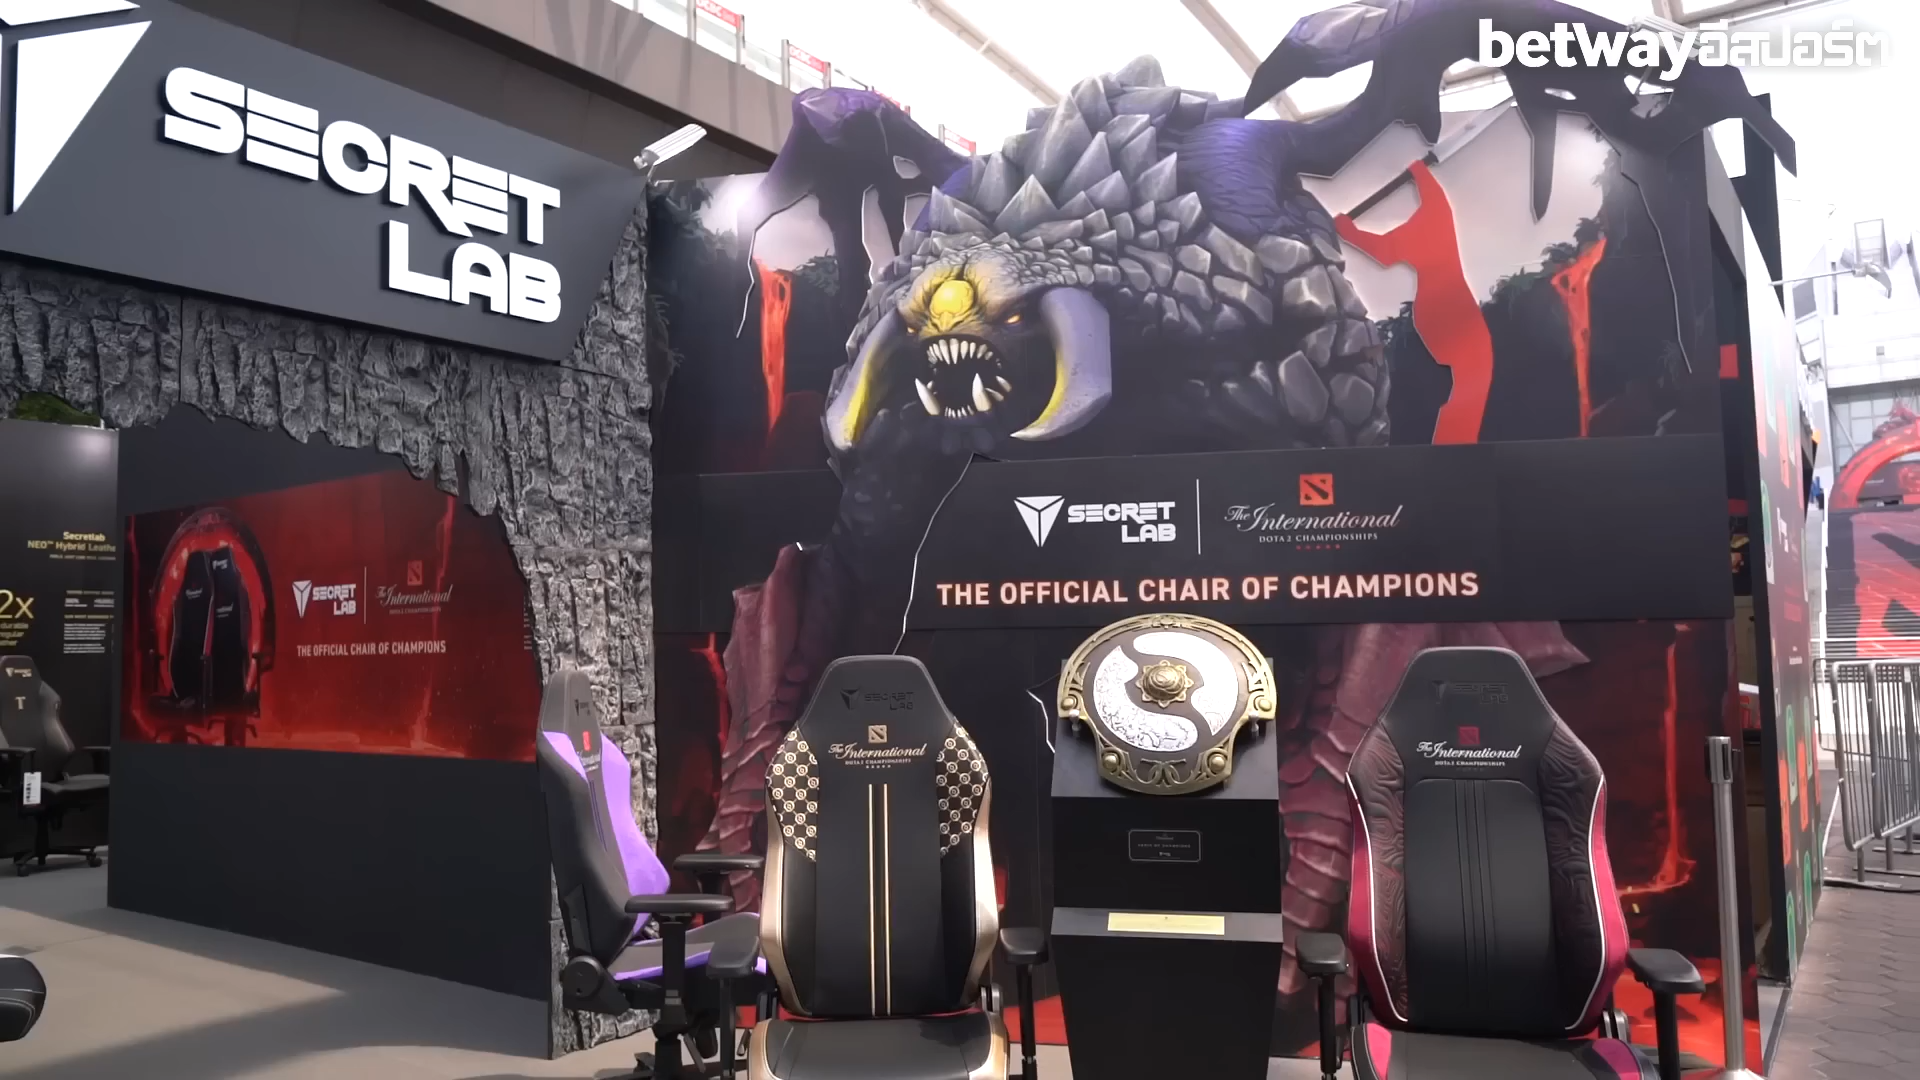 betwayอีสปอร์ต
SECRET
LAB
Secretlab
NEO™ Hybrid Leather
2x
SECRET
LAB
The International
THE OFFICIAL CHAIR OF CHAMPIONS
SECRET
LAB
The International
DOTA 2 CHAMPIONSHIPS
THE OFFICIAL CHAIR OF CHAMPIONS
SECRET
LAB
The International
DOTA 2 CHAMPIONSHIPS
SECRET
LAB
The International
DOTA 2 CHAMPIONSHIPS